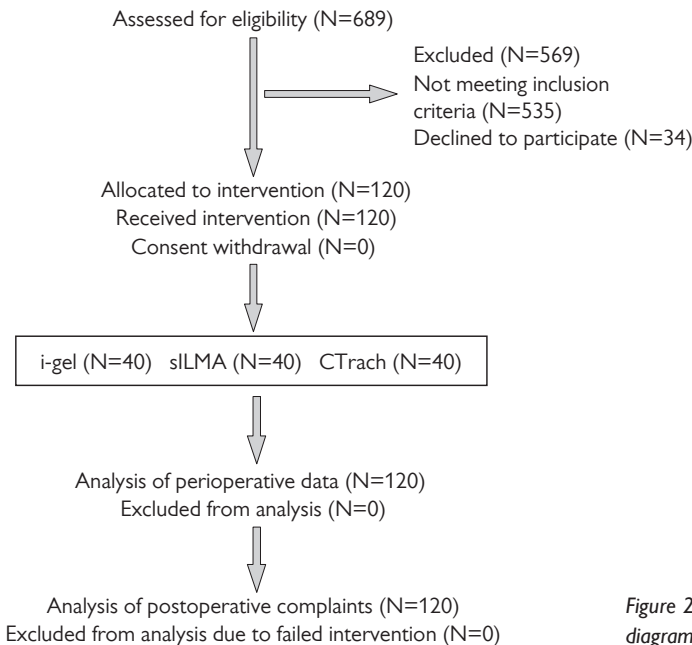 Assessed for eligibility (N=689)
Excluded (N=569)
Not meeting inclusion
criteria (N=535)
Declined to participate (N=34)
Allocated to intervention (N=120)
Received intervention (N=120)
Consent withdrawal (N=0)
i-gel (N=40) sILMA (N=40) CTrach (N=40)
Analysis of perioperative data (N=120)
Excluded from analysis (N=0)
Analysis of postoperative complaints (N=120)
Excluded from analysis due to failed intervention (N=0)
Figure 2
diagram